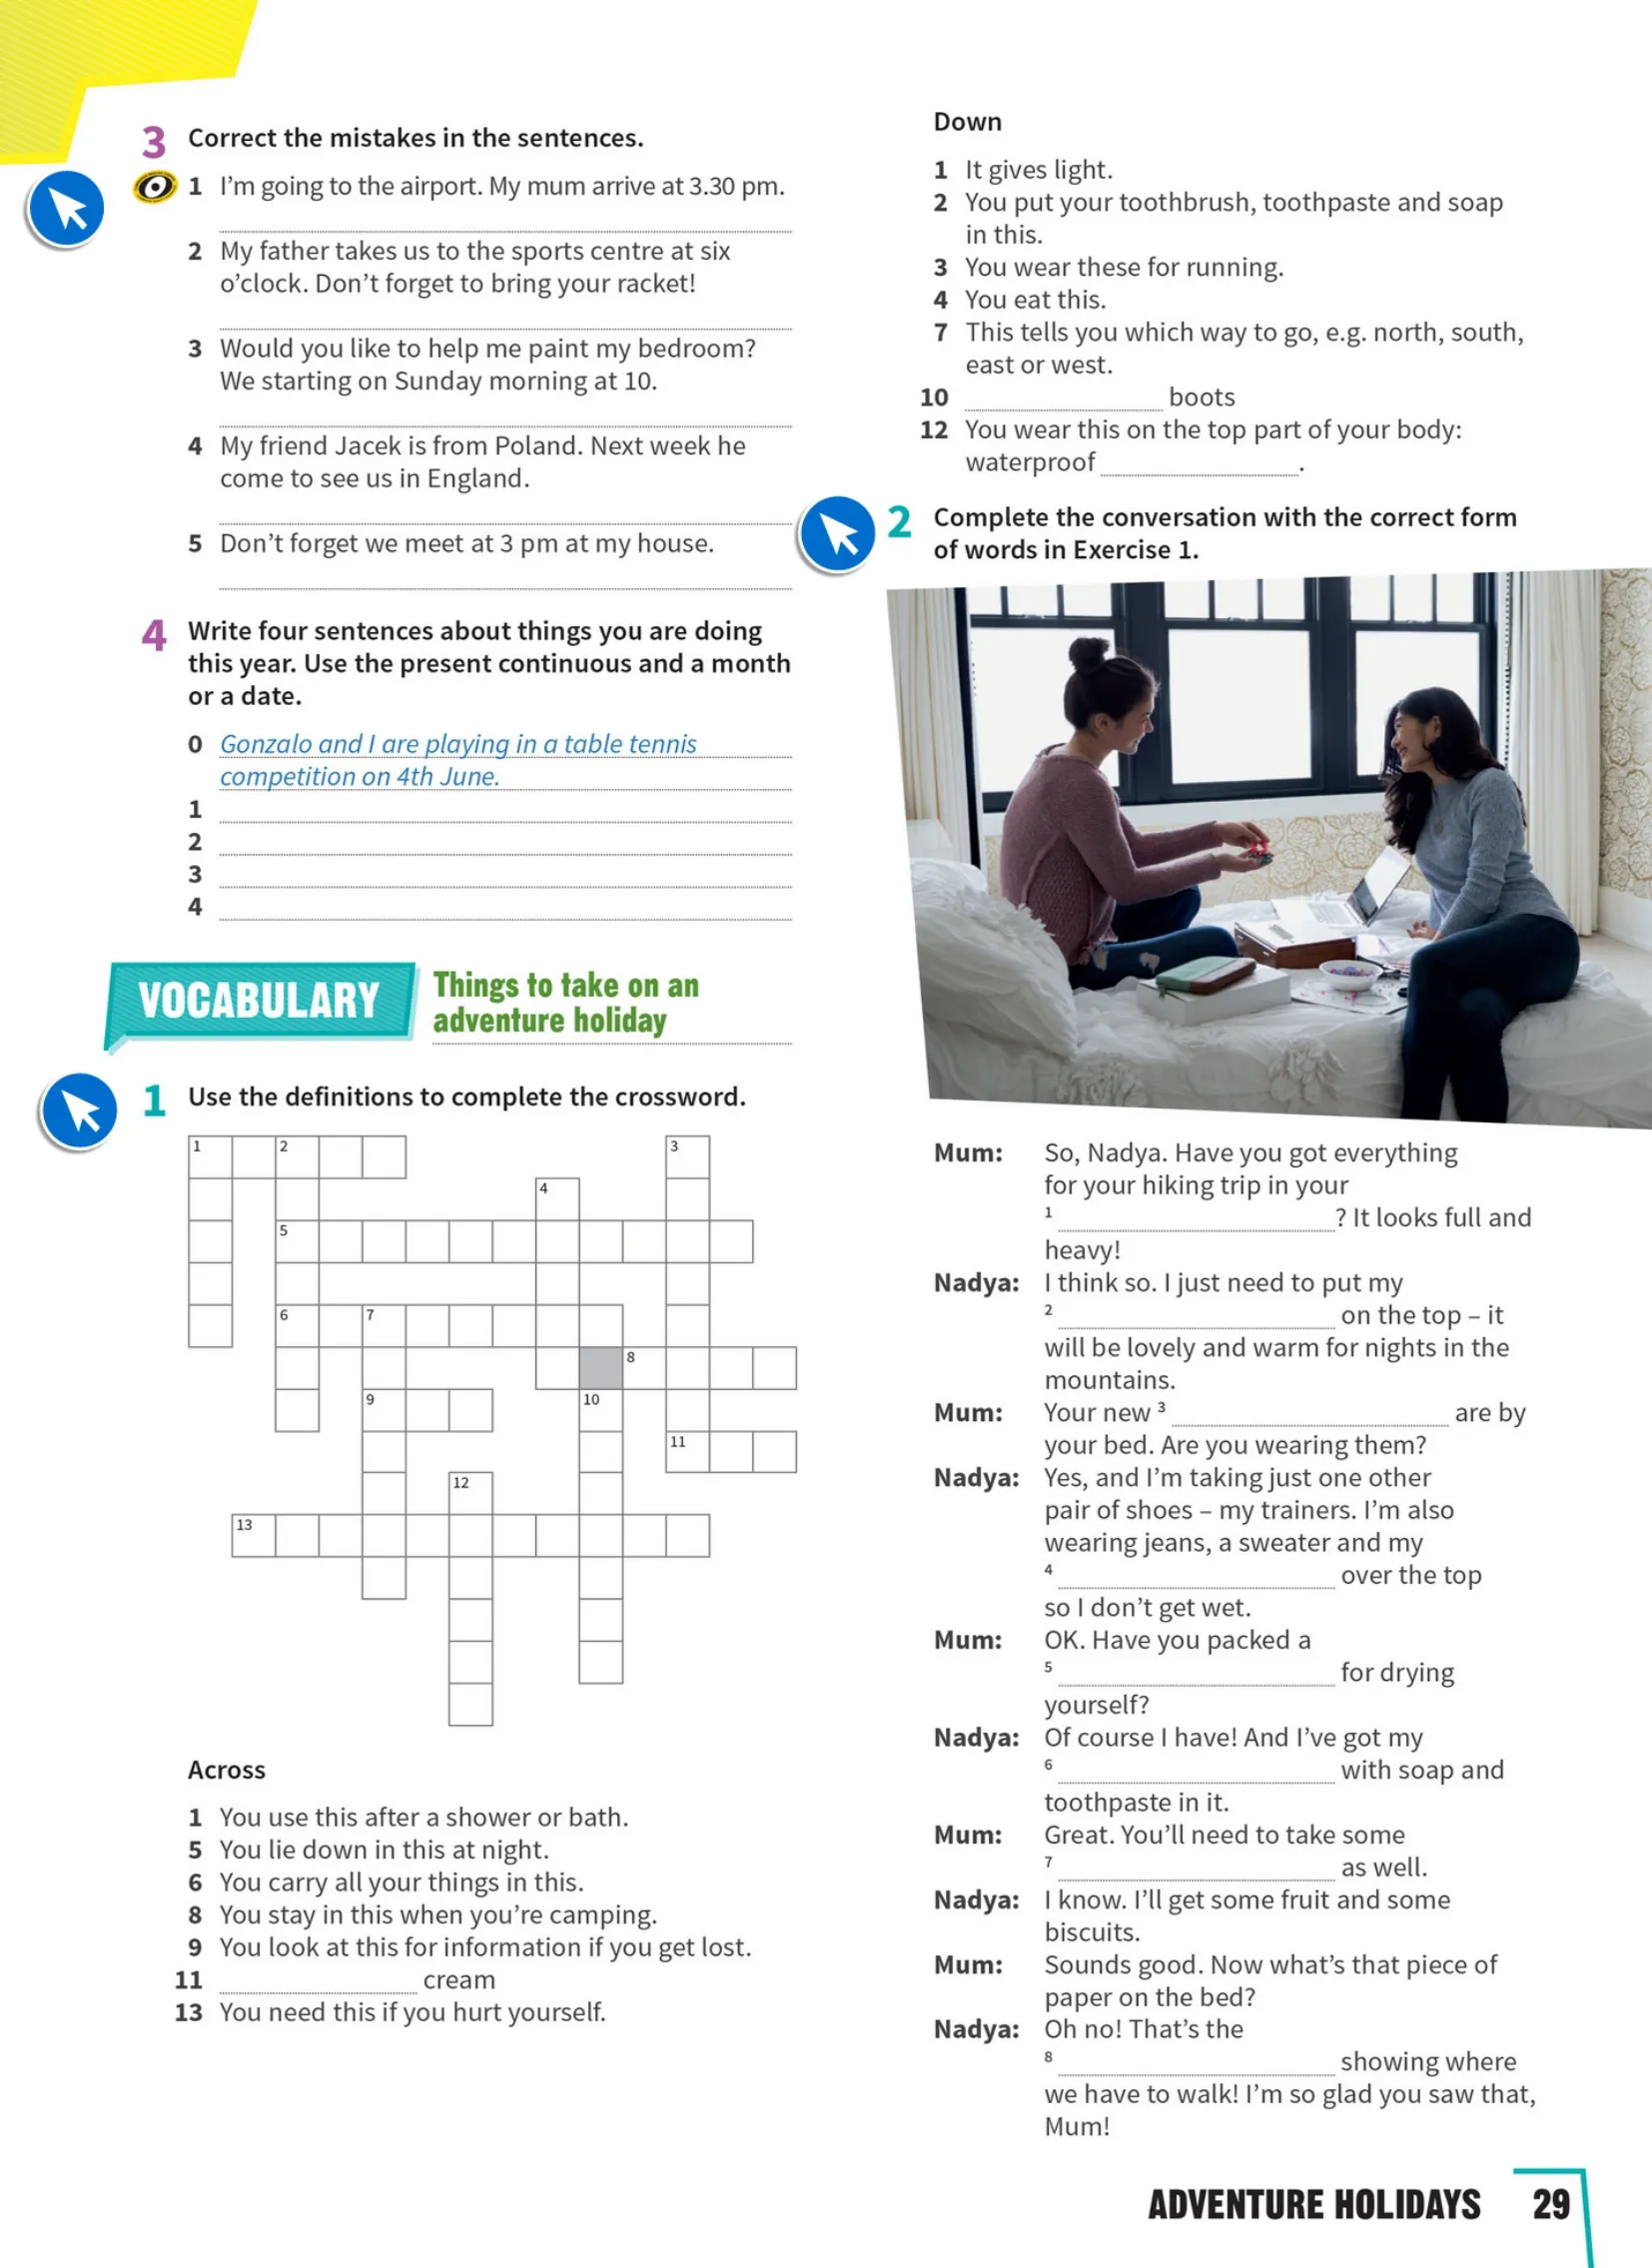 3 Correct the mistakes in the sentences.
1 I'm going to the airport. My mum arrive at 3.30 pm.
2 My father takes us to the sports centre at six
o'clock. Don't forget to bring your racket!
3 Would you like to help me paint my bedroom?
We starting on Sunday morning at 10.
4 My friend Jacek is from Poland. Next week he
come to see us in England.
5 Don't forget we meet at 3 pm at my house.
4 Write four sentences about things you are doing
this year. Use the present continuous and a month
or a date.
0 Gonzalo and I are playing in a table tennis
competition on 4th June.
1
2
3
4
VOCABULARY
Things to take on an
adventure holiday
1 Use the definitions to complete the crossword.
1 2 3
4
5
6 7
8
9 10
11
12
13
Across
1 You use this after a shower or bath.
5 You lie down in this at night.
6 You carry all your things in this.
8 You stay in this when you're camping.
9 You look at this for information if you get lost.
11 cream
13 You need this if you hurt yourself.
Down
1 It gives light.
2 You put your toothbrush, toothpaste and soap
in this.
3 You wear these for running.
4 You eat this.
7 This tells you which way to go, e.g. north, south,
east or west.
10 boots
12 You wear this on the top part of your body:
waterproof .
2 Complete the conversation with the correct form
of words in Exercise 1.
Mum: So, Nadya. Have you got everything
for your hiking trip in your
1 ? It looks full and
heavy!
Nadya: I think so. I just need to put my
2 on the top – it
will be lovely and warm for nights in the
mountains.
Mum: Your new 3 are by
your bed. Are you wearing them?
Nadya: Yes, and I'm taking just one other
pair of shoes – my trainers. I'm also
wearing jeans, a sweater and my
4 over the top
so I don't get wet.
Mum: OK. Have you packed a
5 for drying
yourself?
Nadya: Of course I have! And I've got my
6 with soap and
toothpaste in it.
Mum: Great. You'll need to take some
7 as well.
Nadya: I know. I'll get some fruit and some
biscuits.
Mum: Sounds good. Now what's that piece of
paper on the bed?
Nadya: Oh no! That's the
8 showing where
we have to walk! I'm so glad you saw that,
Mum!
ADVENTURE HOLIDAYS 29